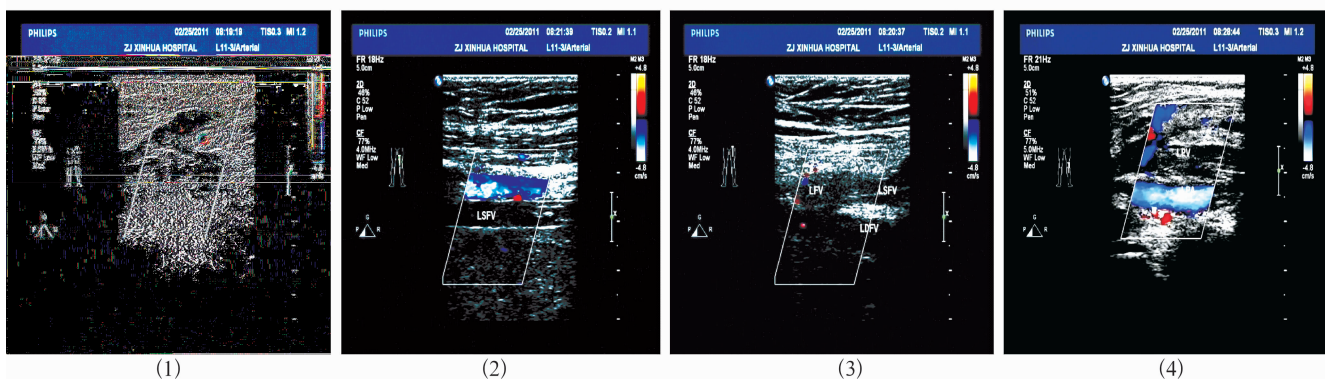 PHILIPS
02/25/2011 08:19:19 TIS0.3 MI 1.2
ZJ XINHUA HOSPITAL L11-3/Arterial
(1)
PHILIPS
02/25/2011 08:21:39 TIS0.2 MI 1.1
ZJ XINHUA HOSPITAL L11-3/Arterial
FR 18Hz
5.0cm
M2 M3
+4.8
2D
46%
C 52
P Low
Pen
CF
77%
4.0MHz
WF Low
Med
-4.8
cm/s
LSFV
G
P R
(2)
PHILIPS
02/25/2011 08:20:37 TIS0.2 MI 1.1
ZJ XINHUA HOSPITAL L11-3/Arterial
FR 18Hz
5.0cm
M2 M3
+4.8
2D
46%
C 52
P Low
Pen
CF
77%
4.0MHz
WF Low
Med
-4.8
cm/s
LFV LSFV
LDFV
G
P R
(3)
PHILIPS
02/25/2011 08:28:44 TIS0.3 MI 1.1
ZJ XINHUA HOSPITAL L11-3/Arterial
FR 21Hz
5.0cm
M2 M3
+4.8
2D
51%
C 52
P Low
Pen
CF
77%
5.0MHz
WF Low
Med
-4.8
cm/s
LPV
G
P R
(4)